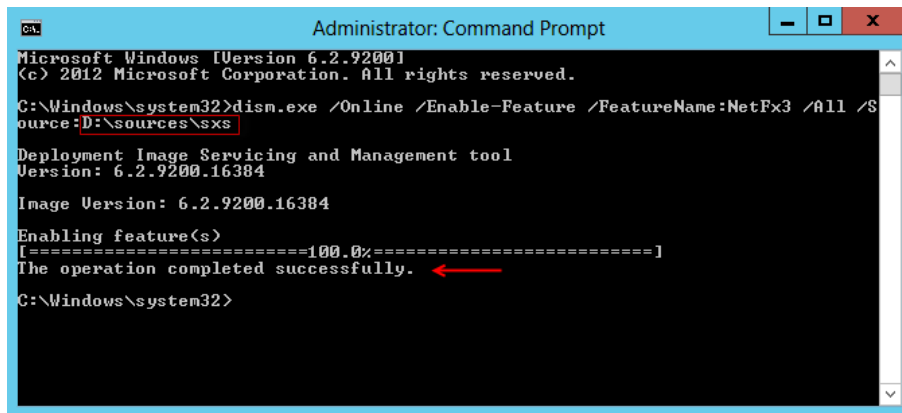 Administrator: Command Prompt
Microsoft Windows [Version 6.2.9200]
(c) 2012 Microsoft Corporation. All rights reserved.
C:\Windows\system32>dism.exe /Online /Enable-Feature /FeatureName:NetFx3 /All /S
ource:D:\sources\sxs
Deployment Image Servicing and Management tool
Version: 6.2.9200.16384
Image Version: 6.2.9200.16384
Enabling feature(s)
[==========================100.0%==========================]
The operation completed successfully.
C:\Windows\system32>